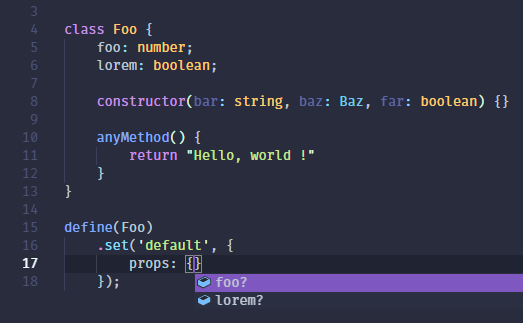 3
4 class Foo {
5 foo: number;
6 lorem: boolean;
7
8 constructor(bar: string, baz: Baz, far: boolean) {}
9
10 anyMethod() {
11 return "Hello, world !"
12 }
13 }
14
15 define(Foo)
16 .set('default', {
17 props: {}
foo?
18 });
lorem?